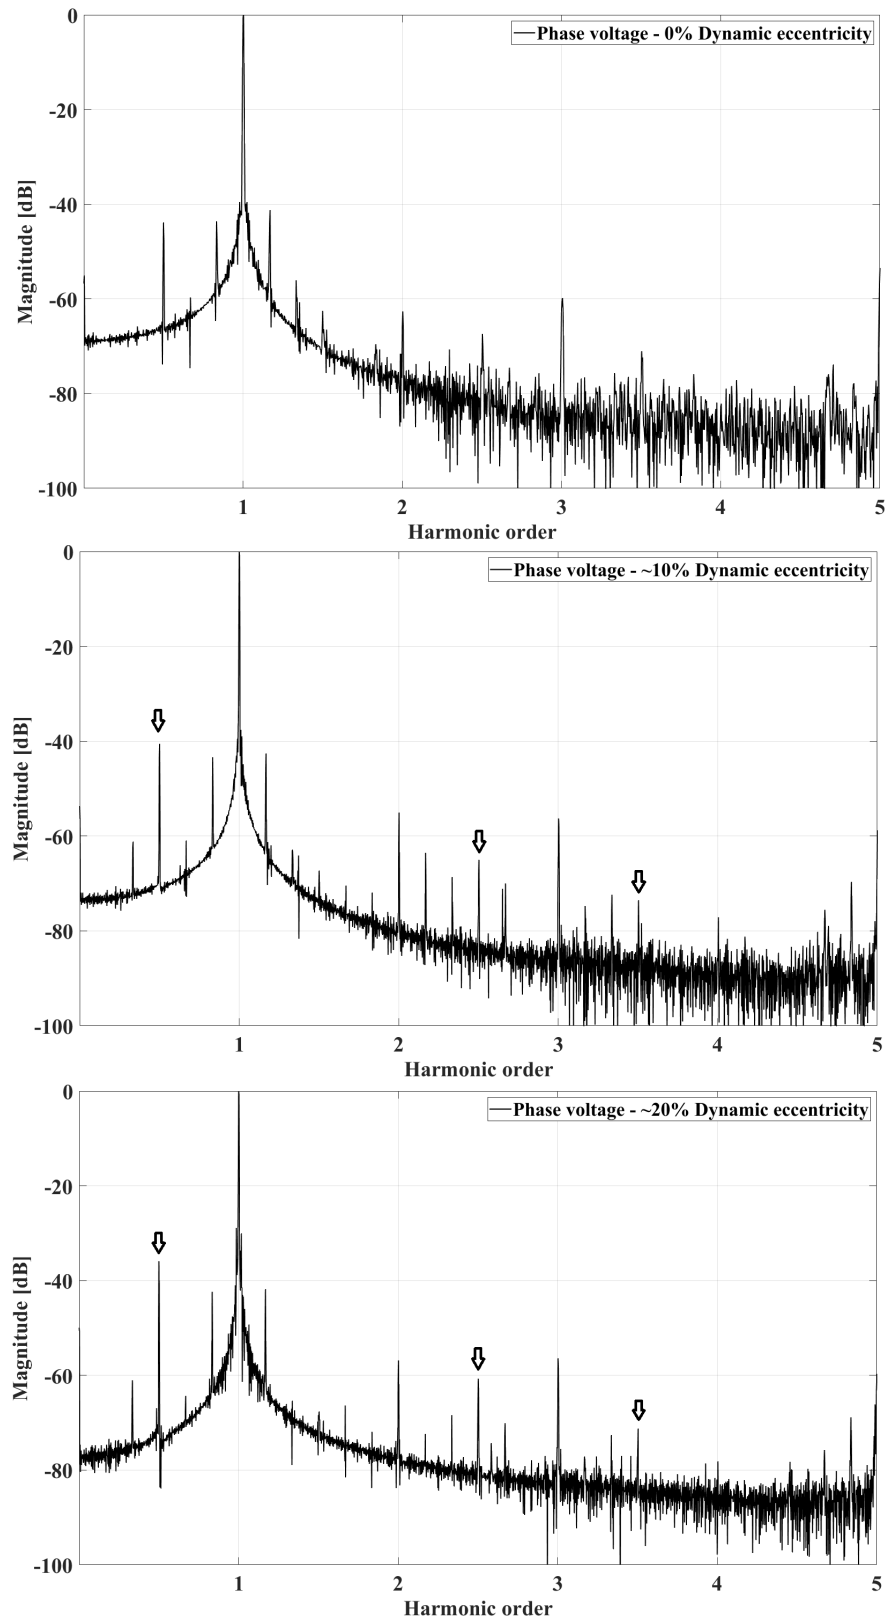 Phase voltage - 0% Dynamic eccentricity
Magnitude [dB]
0
-20
-40
-60
-80
-100
1 2 3 4 5
Harmonic order
Phase voltage - ~10% Dynamic eccentricity
Magnitude [dB]
0
-20
-40
-60
-80
-100
1 2 3 4 5
Harmonic order
Phase voltage - ~20% Dynamic eccentricity
Magnitude [dB]
0
-20
-40
-60
-80
-100
1 2 3 4 5
Harmonic order